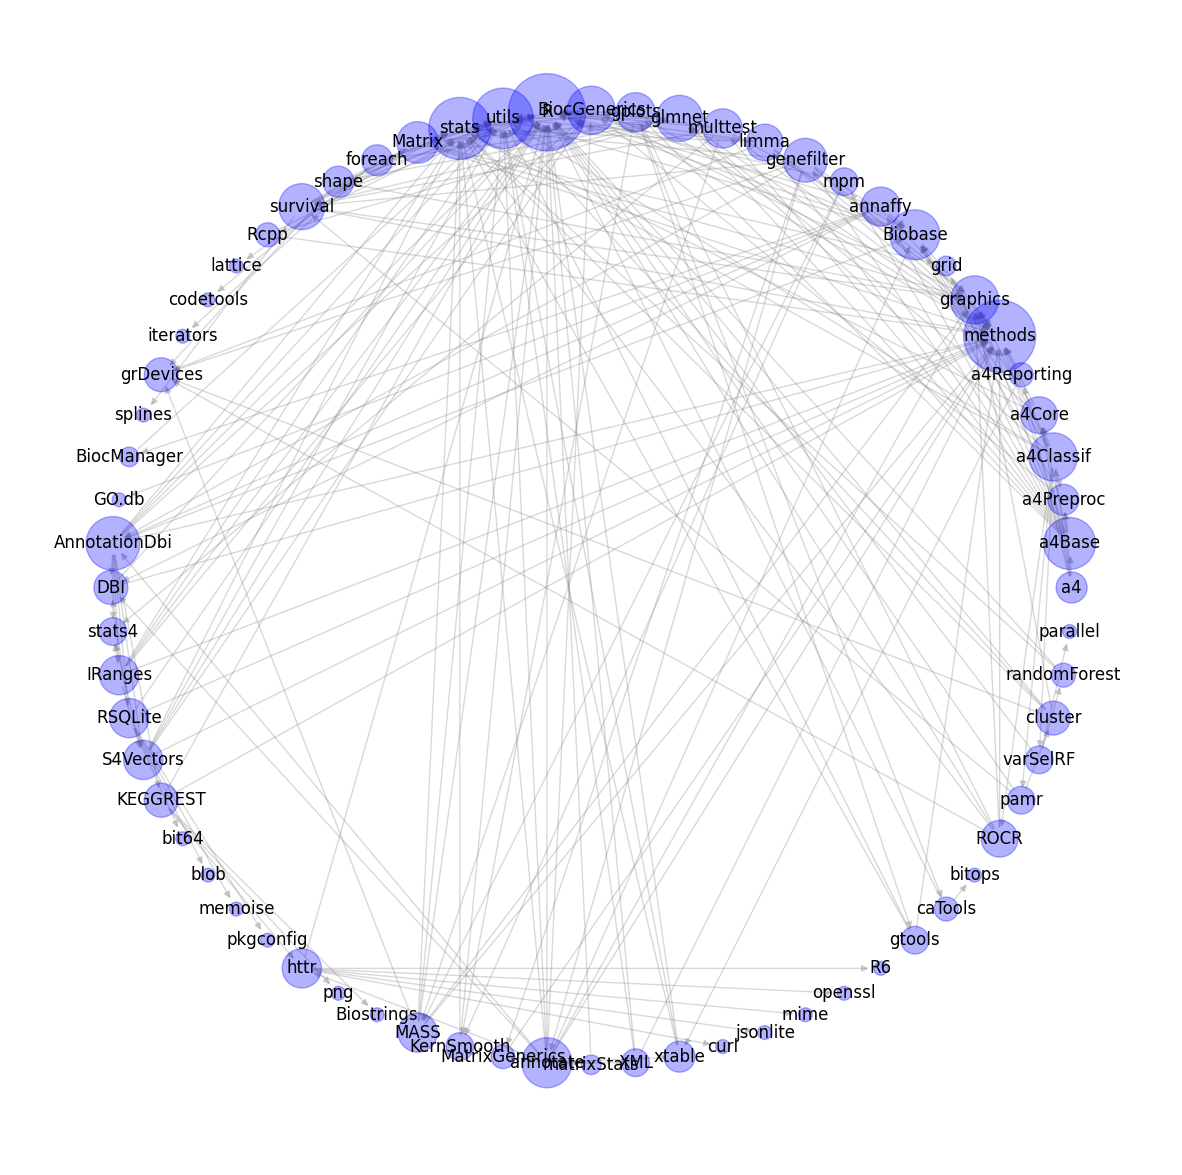 R
BiocGenerics
gplots
utils
glmnet
stats
multtest
Matrix
limma
foreach
genefilter
shape
mpm
survival
annaffy
Rcpp
Biobase
lattice
grid
codetools
graphics
iterators
methods
grDevices
a4Reporting
splines
a4Core
BiocManager
a4Classif
GO.db
a4Preproc
AnnotationDbi
a4Base
DBI
a4
stats4
parallel
IRanges
randomForest
RSQLite
cluster
S4Vectors
varSelRF
KEGGREST
pamr
bit64
ROCR
blob
bitops
memoise
caTools
pkgconfig
gtools
httr
R6
png
openssl
Biostrings
mime
MASS
jsonlite
KernSmooth
curl
MatrixGenerics
xtable
annotate
matrixStats
XML